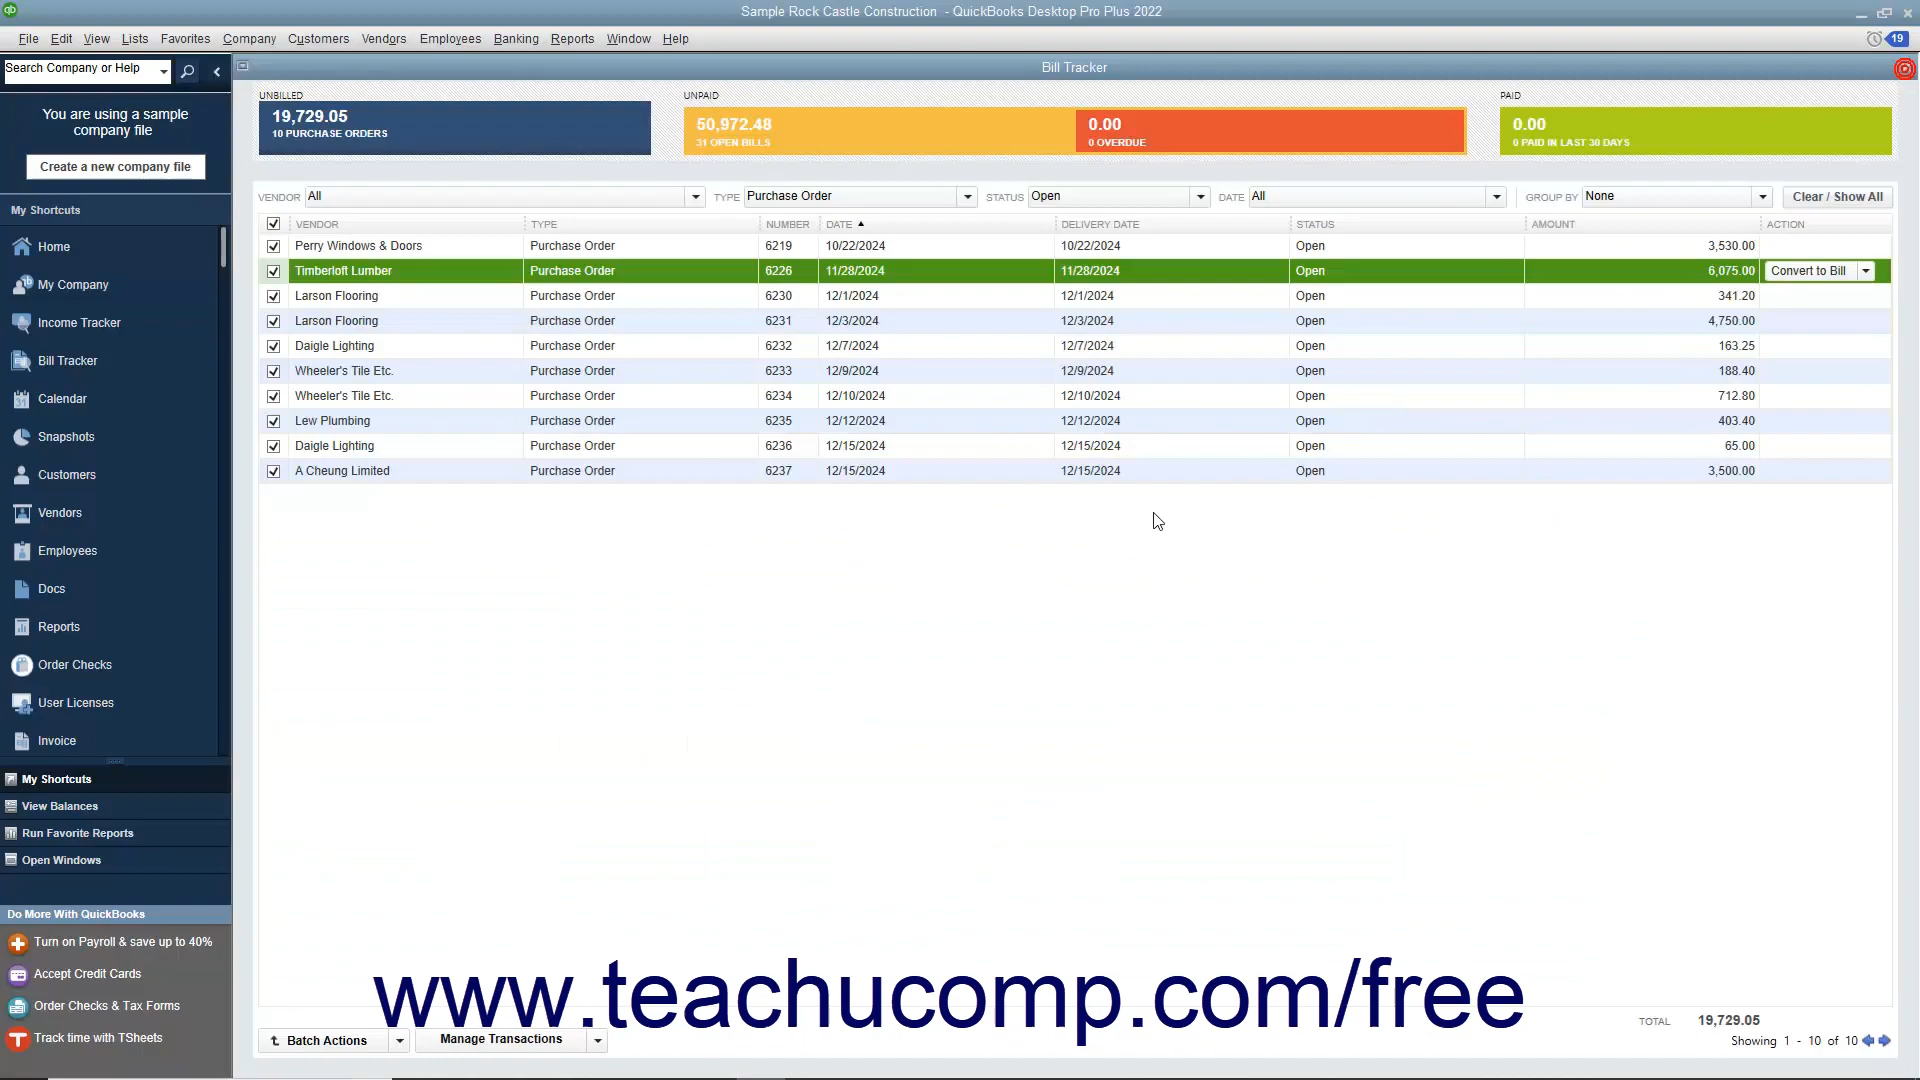 Sample Rock Castle Construction - QuickBooks Desktop Pro Plus 2022
File Edit View Lists Favorites Company Customers Vendors Employees Banking Reports Window Help
19
Search Company or Help
Bill Tracker
You are using a sample
company file
Create a new company file
My Shortcuts
Home
My Company
Income Tracker
Bill Tracker
Calendar
Snapshots
Customers
Vendors
Employees
Docs
Reports
Order Checks
User Licenses
Invoice
My Shortcuts
View Balances
Run Favorite Reports
Open Windows
Do More With QuickBooks
Turn on Payroll & save up to 40%
Accept Credit Cards
Order Checks & Tax Forms
Track time with TSheets
UNBILLED UNPAID PAID
19,729.05 50,972.48 0.00 0.00
10 PURCHASE ORDERS 31 OPEN BILLS 0 OVERDUE 0 PAID IN LAST 30 DAYS
VENDOR All TYPE Purchase Order STATUS Open DATE All GROUP BY None Clear / Show All
VENDOR TYPE NUMBER DATE DELIVERY DATE STATUS AMOUNT ACTION
Perry Windows & Doors Purchase Order 6219 10/22/2024 10/22/2024 Open 3,530.00
Timberloft Lumber Purchase Order 6226 11/28/2024 11/28/2024 Open 6,075.00 Convert to Bill
Larson Flooring Purchase Order 6230 12/1/2024 12/1/2024 Open 341.20
Larson Flooring Purchase Order 6231 12/3/2024 12/3/2024 Open 4,750.00
Daigle Lighting Purchase Order 6232 12/7/2024 12/7/2024 Open 163.25
Wheeler's Tile Etc. Purchase Order 6233 12/9/2024 12/9/2024 Open 188.40
Wheeler's Tile Etc. Purchase Order 6234 12/10/2024 12/10/2024 Open 712.80
Lew Plumbing Purchase Order 6235 12/12/2024 12/12/2024 Open 403.40
Daigle Lighting Purchase Order 6236 12/15/2024 12/15/2024 Open 65.00
A Cheung Limited Purchase Order 6237 12/15/2024 12/15/2024 Open 3,500.00
www.teachucomp.com/free
TOTAL 19,729.05
Batch Actions Manage Transactions Showing 1 - 10 of 10